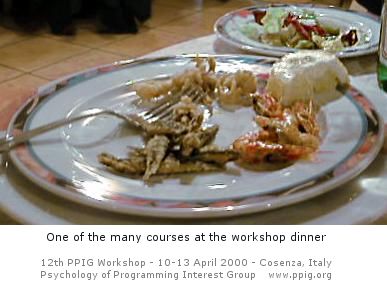 One of the many courses at the workshop dinner
12th PPIG Workshop - 10-13 April 2000 - Cosenza, Italy
Psychology of Programming Interest Group www.ppig.org